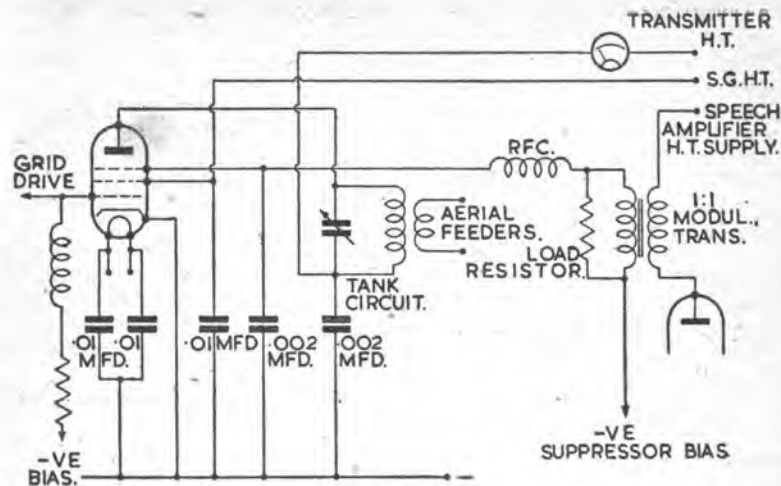 TRANSMITTER
H.T.
S.G.H.T.
SPEECH
AMPLIFIER
H.T. SUPPLY.
GRID
DRIVE
RFC.
1:1
MODUL.,
TRANS.
AERIAL
FEEDERS.
LOAD
RESISTOR.
TANK
CIRCUIT.
.01 .01
MFD.
.01 MFD
.002
MFD.
.002
MFD.
-VE
BIAS.
-VE
SUPPRESSOR BIAS